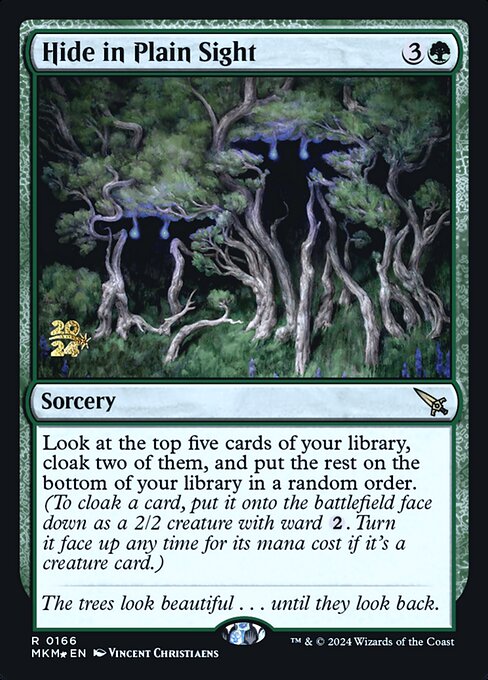 Hide in Plain Sight 3
2024
Sorcery
Look at the top five cards of your library,
cloak two of them, and put the rest on the
bottom of your library in a random order.
(To cloak a card, put it onto the battlefield face
down as a 2/2 creature with ward 2. Turn
it face up any time for its mana cost if it's a
creature card.)
The trees look beautiful . . . until they look back.
R 0166
MKM★EN Vincent Christiaens
™ & © 2024 Wizards of the Coast